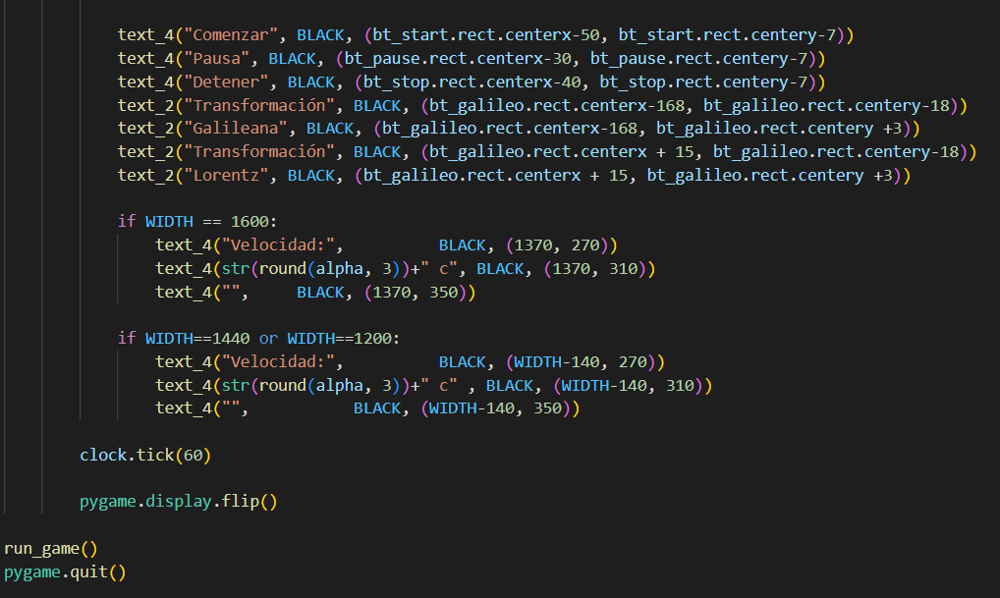 text_4("Comenzar", BLACK, (bt_start.rect.centerx-50, bt_start.rect.centery-7))
text_4("Pausa", BLACK, (bt_pause.rect.centerx-30, bt_pause.rect.centery-7))
text_4("Detener", BLACK, (bt_stop.rect.centerx-40, bt_stop.rect.centery-7))
text_2("Transformación", BLACK, (bt_galileo.rect.centerx-168, bt_galileo.rect.centery-18))
text_2("Galileana", BLACK, (bt_galileo.rect.centerx-168, bt_galileo.rect.centery +3))
text_2("Transformación", BLACK, (bt_galileo.rect.centerx + 15, bt_galileo.rect.centery-18))
text_2("Lorentz", BLACK, (bt_galileo.rect.centerx + 15, bt_galileo.rect.centery +3))
if WIDTH == 1600:
    text_4("Velocidad:",          BLACK, (1370, 270))
    text_4(str(round(alpha, 3))+" c", BLACK, (1370, 310))
    text_4("",     BLACK, (1370, 350))
if WIDTH==1440 or WIDTH==1200:
    text_4("Velocidad:",          BLACK, (WIDTH-140, 270))
    text_4(str(round(alpha, 3))+" c" , BLACK, (WIDTH-140, 310))
    text_4("",           BLACK, (WIDTH-140, 350))
clock.tick(60)
pygame.display.flip()
run_game()
pygame.quit()